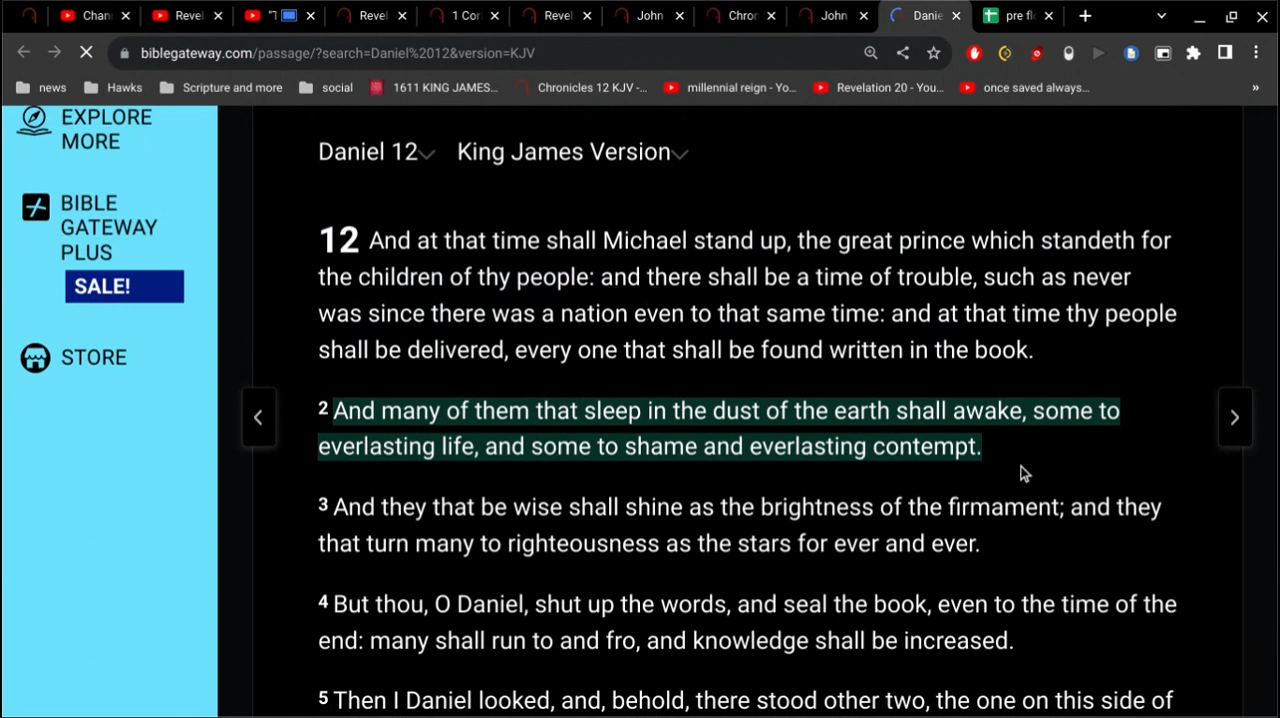 Chan
Revel
"T
Revel
1 Cor
Revel
John
Chron
John
Danie
pre fl
biblegateway.com/passage/?search=Daniel%2012&version=KJV
news
Hawks
Scripture and more
social
1611 KING JAMES...
Chronicles 12 KJV -...
millennial reign - Yo...
Revelation 20 - You...
once saved always...
»
EXPLORE
MORE
BIBLE
GATEWAY
PLUS
SALE!
STORE
Daniel 12 King James Version
12 And at that time shall Michael stand up, the great prince which standeth for
the children of thy people: and there shall be a time of trouble, such as never
was since there was a nation even to that same time: and at that time thy people
shall be delivered, every one that shall be found written in the book.
2 And many of them that sleep in the dust of the earth shall awake, some to
everlasting life, and some to shame and everlasting contempt.
3 And they that be wise shall shine as the brightness of the firmament; and they
that turn many to righteousness as the stars for ever and ever.
4 But thou, O Daniel, shut up the words, and seal the book, even to the time of the
end: many shall run to and fro, and knowledge shall be increased.
5 Then I Daniel looked, and, behold, there stood other two, the one on this side of